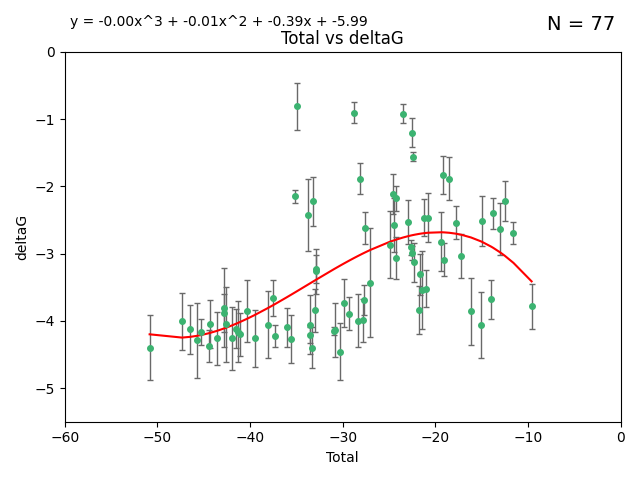 y = -0.00x^3 + -0.01x^2 + -0.39x + -5.99
N = 77
Total vs deltaG
0
−1
−2
−3
−4
−5
deltaG
−60 −50 −40 −30 −20 −10 0
Total